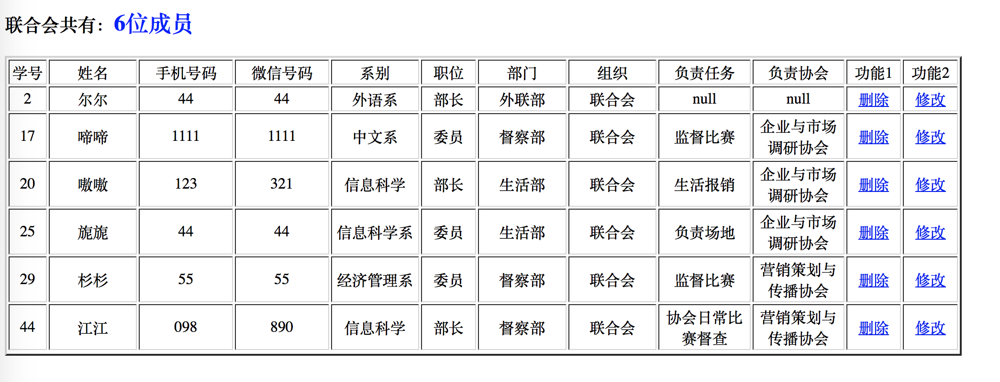 联合会共有：6位成员
学号 姓名 手机号码 微信号码 系别 职位 部门 组织 负责任务 负责协会 功能1 功能2
2 尔尔 44 44 外语系 部长 外联部 联合会 null null 删除 修改
17 啼啼 1111 1111 中文系 委员 督察部 联合会 监督比赛 企业与市场
调研协会 删除 修改
20 嗷嗷 123 321 信息科学 部长 生活部 联合会 生活报销 企业与市场
调研协会 删除 修改
25 旎旎 44 44 信息科学系 委员 生活部 联合会 负责场地 企业与市场
调研协会 删除 修改
29 杉杉 55 55 经济管理系 委员 督察部 联合会 监督比赛 营销策划与
传播协会 删除 修改
44 江江 098 890 信息科学 部长 督察部 联合会 协会日常比
赛督查 营销策划与
传播协会 删除 修改